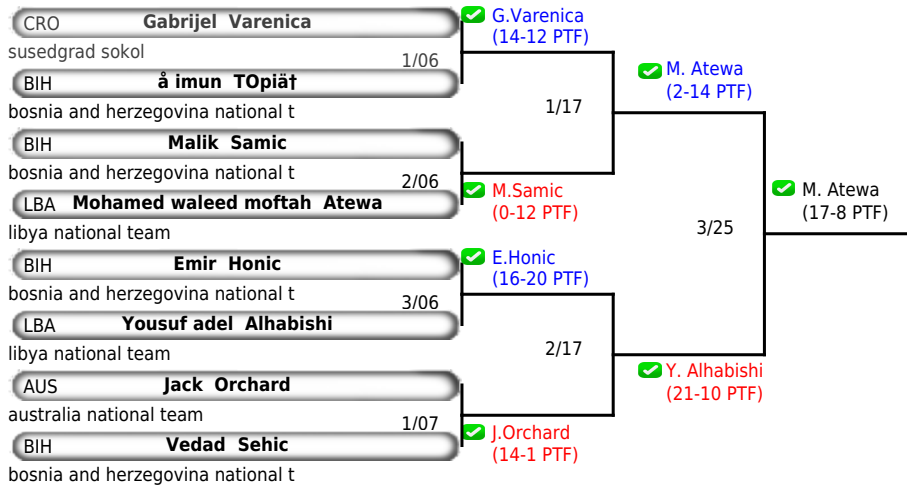 CRO Gabrijel Varenica
susedgrad sokol
1/06
BIH å imun TOpiä†
bosnia and herzegovina national t
BIH Malik Samic
bosnia and herzegovina national t
2/06
LBA Mohamed waleed moftah Atewa
libya national team
BIH Emir Honic
bosnia and herzegovina national t
3/06
LBA Yousuf adel Alhabishi
libya national team
AUS Jack Orchard
australia national team
1/07
BIH Vedad Sehic
bosnia and herzegovina national t
G.Varenica
(14-12 PTF)
1/17
M.Samic
(0-12 PTF)
E.Honic
(16-20 PTF)
2/17
J.Orchard
(14-1 PTF)
M. Atewa
(2-14 PTF)
3/25
Y. Alhabishi
(21-10 PTF)
M. Atewa
(17-8 PTF)